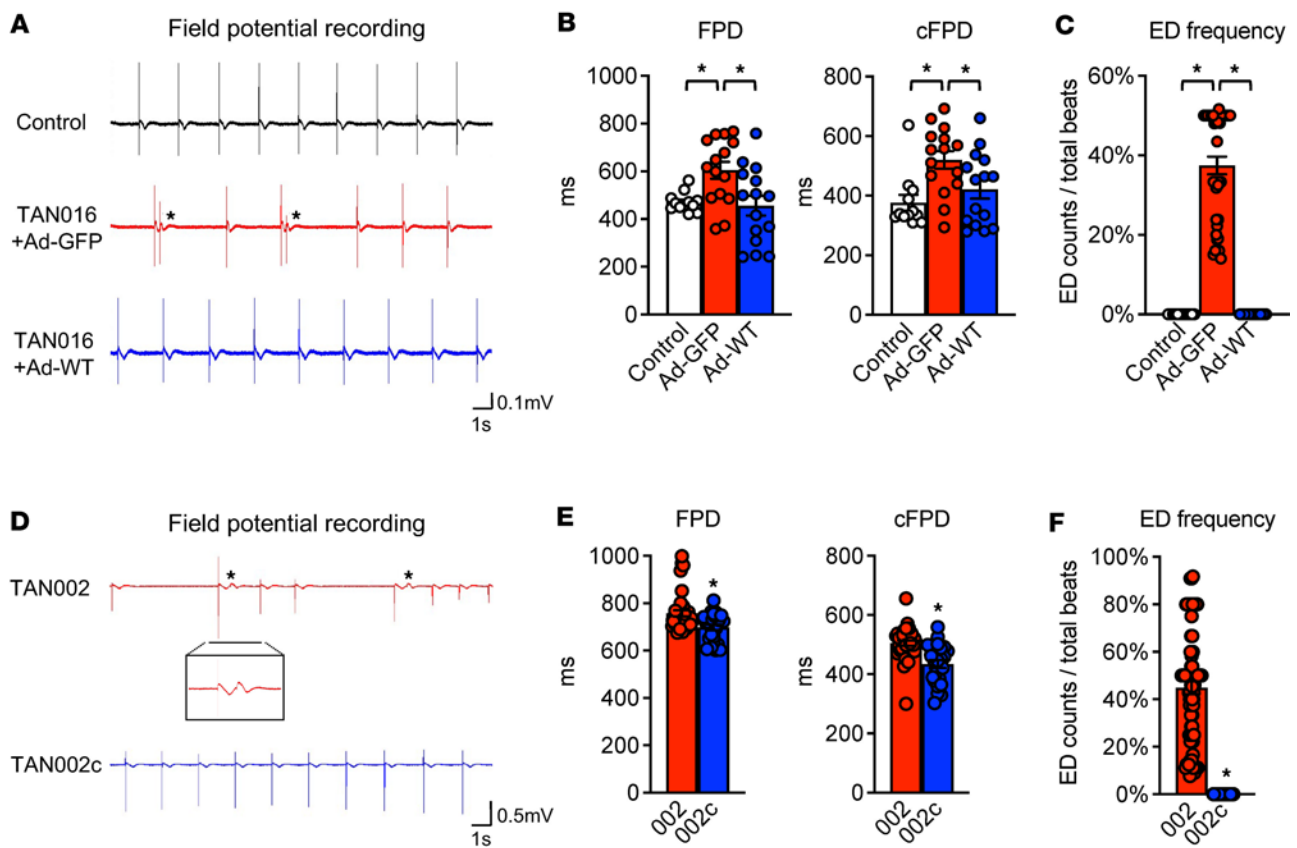 A
Field potential recording
Control
TAN016
+Ad-GFP
* *
TAN016
+Ad-WT
0.1mV
1s
B
FPD
* *
1000
800
600
400
200
0
ms
Control
Ad-GFP
Ad-WT
cFPD
* *
800
600
400
200
0
ms
Control
Ad-GFP
Ad-WT
C
ED frequency
* *
60%
40%
20%
0%
ED counts / total beats
Control
Ad-GFP
Ad-WT
D
Field potential recording
TAN002
* *
TAN002c
0.5mV
1s
E
FPD
*
1000
800
600
400
200
0
ms
002
002c
cFPD
*
800
600
400
200
0
ms
002
002c
F
ED frequency
100%
80%
60%
40%
20%
0%
*
ED counts / total beats
002
002c